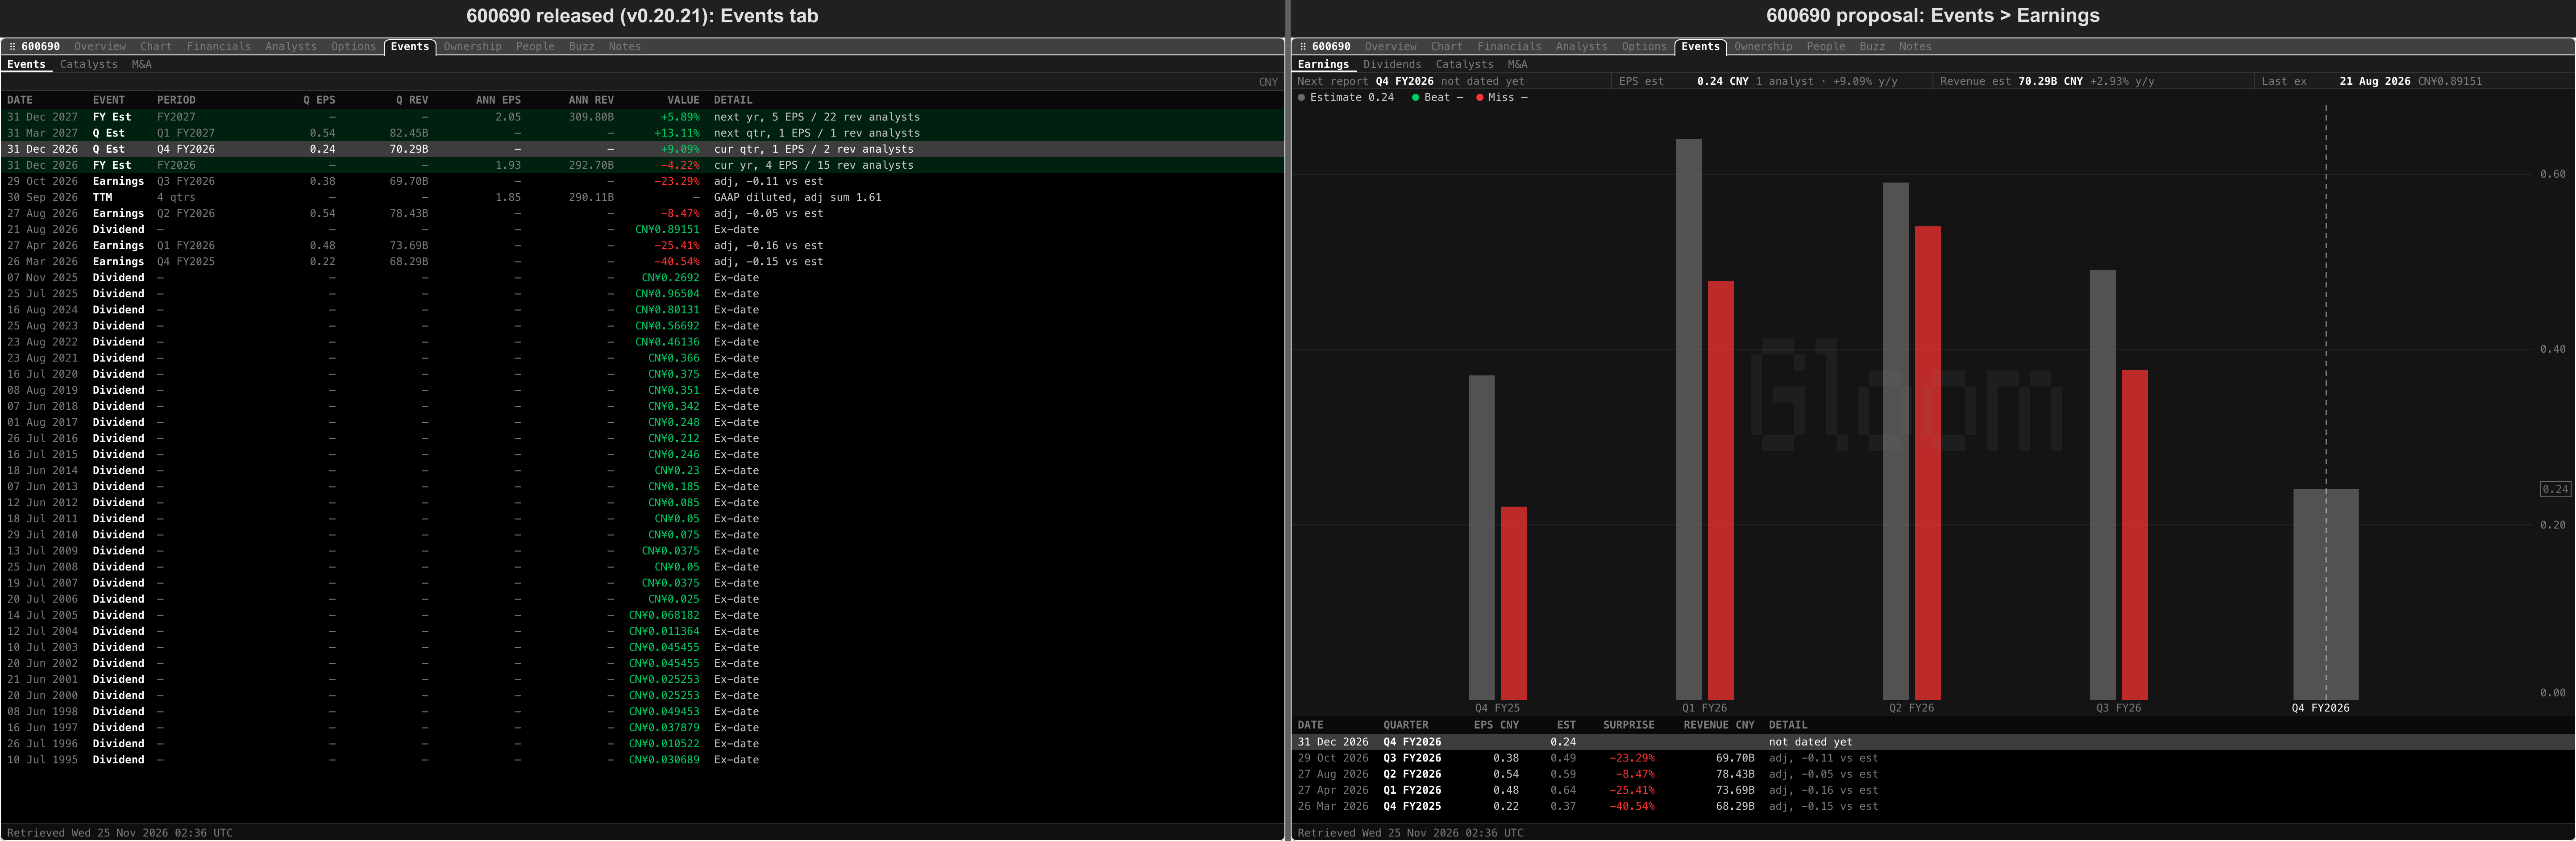 600690 released (v0.20.21): Events tab
⠿ 600690 Overview Chart Financials Analysts Options Events Ownership People Buzz Notes
Events Catalysts M&A
CNY
DATE EVENT PERIOD Q EPS Q REV ANN EPS ANN REV VALUE DETAIL
31 Dec 2027 FY Est FY2027 — — 2.05 309.80B +5.89% next yr, 5 EPS / 22 rev analysts
31 Mar 2027 Q Est Q1 FY2027 0.54 82.45B — — +13.11% next qtr, 1 EPS / 1 rev analysts
31 Dec 2026 Q Est Q4 FY2026 0.24 70.29B — — +9.09% cur qtr, 1 EPS / 2 rev analysts
31 Dec 2026 FY Est FY2026 — — 1.93 292.70B −4.22% cur yr, 4 EPS / 15 rev analysts
29 Oct 2026 Earnings Q3 FY2026 0.38 69.70B — — −23.29% adj, −0.11 vs est
30 Sep 2026 TTM 4 qtrs — — 1.85 290.11B — GAAP diluted, adj sum 1.61
27 Aug 2026 Earnings Q2 FY2026 0.54 78.43B — — −8.47% adj, −0.05 vs est
21 Aug 2026 Dividend — — — — — CN¥0.89151 Ex-date
27 Apr 2026 Earnings Q1 FY2026 0.48 73.69B — — −25.41% adj, −0.16 vs est
26 Mar 2026 Earnings Q4 FY2025 0.22 68.29B — — −40.54% adj, −0.15 vs est
07 Nov 2025 Dividend — — — — — CN¥0.2692 Ex-date
25 Jul 2025 Dividend — — — — — CN¥0.96504 Ex-date
16 Aug 2024 Dividend — — — — — CN¥0.80131 Ex-date
25 Aug 2023 Dividend — — — — — CN¥0.56692 Ex-date
23 Aug 2022 Dividend — — — — — CN¥0.46136 Ex-date
23 Aug 2021 Dividend — — — — — CN¥0.366 Ex-date
16 Jul 2020 Dividend — — — — — CN¥0.375 Ex-date
08 Aug 2019 Dividend — — — — — CN¥0.351 Ex-date
07 Jun 2018 Dividend — — — — — CN¥0.342 Ex-date
01 Aug 2017 Dividend — — — — — CN¥0.248 Ex-date
26 Jul 2016 Dividend — — — — — CN¥0.212 Ex-date
16 Jul 2015 Dividend — — — — — CN¥0.246 Ex-date
18 Jun 2014 Dividend — — — — — CN¥0.23 Ex-date
07 Jun 2013 Dividend — — — — — CN¥0.185 Ex-date
12 Jun 2012 Dividend — — — — — CN¥0.085 Ex-date
18 Jul 2011 Dividend — — — — — CN¥0.05 Ex-date
29 Jul 2010 Dividend — — — — — CN¥0.075 Ex-date
13 Jul 2009 Dividend — — — — — CN¥0.0375 Ex-date
25 Jun 2008 Dividend — — — — — CN¥0.05 Ex-date
19 Jul 2007 Dividend — — — — — CN¥0.0375 Ex-date
20 Jul 2006 Dividend — — — — — CN¥0.025 Ex-date
14 Jul 2005 Dividend — — — — — CN¥0.068182 Ex-date
12 Jul 2004 Dividend — — — — — CN¥0.011364 Ex-date
10 Jul 2003 Dividend — — — — — CN¥0.045455 Ex-date
20 Jun 2002 Dividend — — — — — CN¥0.045455 Ex-date
21 Jun 2001 Dividend — — — — — CN¥0.025253 Ex-date
20 Jun 2000 Dividend — — — — — CN¥0.025253 Ex-date
08 Jun 1998 Dividend — — — — — CN¥0.049453 Ex-date
16 Jun 1997 Dividend — — — — — CN¥0.037879 Ex-date
26 Jul 1996 Dividend — — — — — CN¥0.010522 Ex-date
10 Jul 1995 Dividend — — — — — CN¥0.030689 Ex-date
Retrieved Wed 25 Nov 2026 02:36 UTC
600690 proposal: Events > Earnings
⠿ 600690 Overview Chart Financials Analysts Options Events Ownership People Buzz Notes
Earnings Dividends Catalysts M&A
Next report Q4 FY2026 not dated yet EPS est 0.24 CNY 1 analyst · +9.09% y/y Revenue est 70.29B CNY +2.93% y/y Last ex 21 Aug 2026 CN¥0.89151
Estimate 0.24 Beat — Miss —
0.60
0.40
0.24
0.20
0.00
Gloom
Q4 FY25 Q1 FY26 Q2 FY26 Q3 FY26 Q4 FY2026
DATE QUARTER EPS CNY EST SURPRISE REVENUE CNY DETAIL
31 Dec 2026 Q4 FY2026 0.24 not dated yet
29 Oct 2026 Q3 FY2026 0.38 0.49 −23.29% 69.70B adj, −0.11 vs est
27 Aug 2026 Q2 FY2026 0.54 0.59 −8.47% 78.43B adj, −0.05 vs est
27 Apr 2026 Q1 FY2026 0.48 0.64 −25.41% 73.69B adj, −0.16 vs est
26 Mar 2026 Q4 FY2025 0.22 0.37 −40.54% 68.29B adj, −0.15 vs est
Retrieved Wed 25 Nov 2026 02:36 UTC